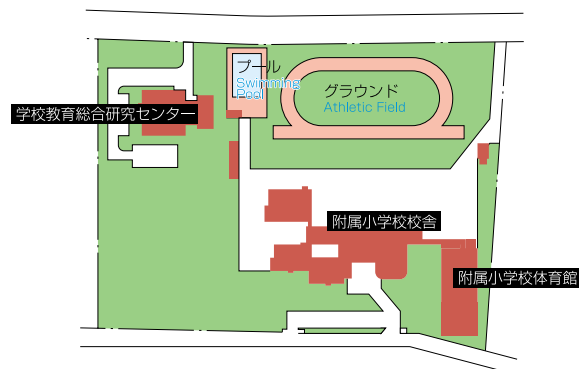 プール
Swimming
Pool
グラウンド
Athletic Field
学校教育総合研究センター
附属小学校校舎
附属小学校体育館